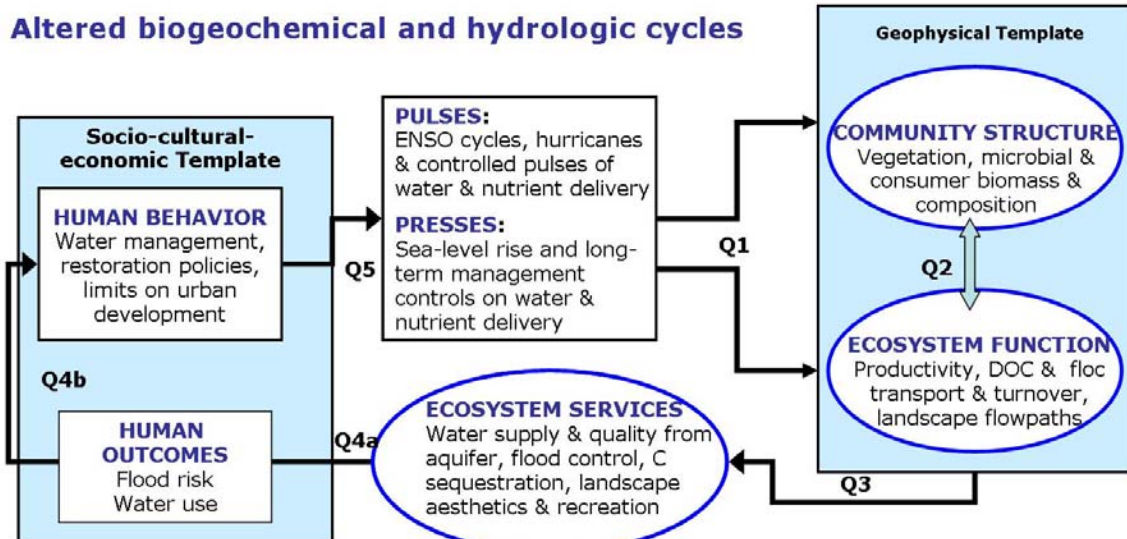 Altered biogeochemical and hydrologic cycles
Socio-cultural-
economic Template
HUMAN BEHAVIOR
Water management,
restoration policies,
limits on urban
development
Q4b
HUMAN
OUTCOMES
Flood risk
Water use
Q5
PULSES:
ENSO cycles, hurricanes
& controlled pulses of
water & nutrient delivery
PRESSES:
Sea-level rise and long-
term management
controls on water &
nutrient delivery
Q1
Geophysical Template
COMMUNITY STRUCTURE
Vegetation, microbial &
consumer biomass &
composition
Q2
ECOSYSTEM FUNCTION
Productivity, DOC & floc
transport & turnover,
landscape flowpaths
Q3
ECOSYSTEM SERVICES
Water supply & quality from
aquifer, flood control, C
sequestration, landscape
aesthetics & recreation
Q4a